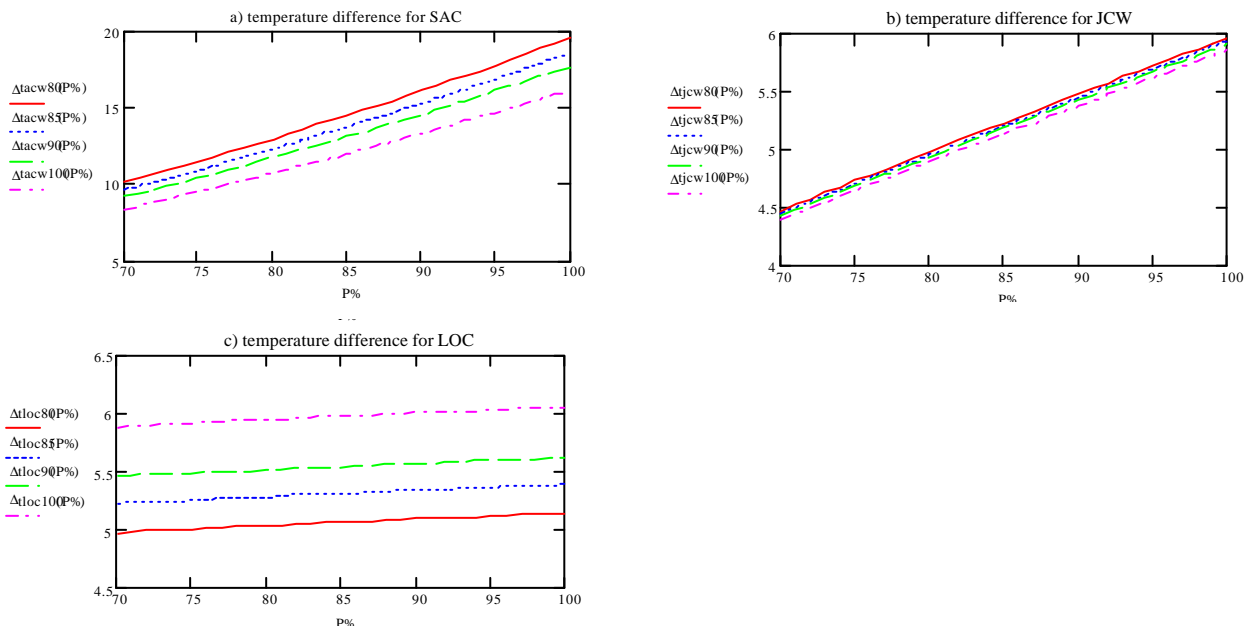 a) temperature difference for SAC
20
15
10
5
70 75 80 85 90 95 100
P%
Δtacw80(P%)
Δtacw85(P%)
Δtacw90(P%)
Δtacw100(P%)
b) temperature difference for JCW
6
5.5
5
4.5
4
70 75 80 85 90 95 100
P%
Δtjcw80(P%)
Δtjcw85(P%)
Δtjcw90(P%)
Δtjcw100(P%)
c) temperature difference for LOC
6.5
6
5.5
5
4.5
70 75 80 85 90 95 100
P%
Δtloc80(P%)
Δtloc85(P%)
Δtloc90(P%)
Δtloc100(P%)